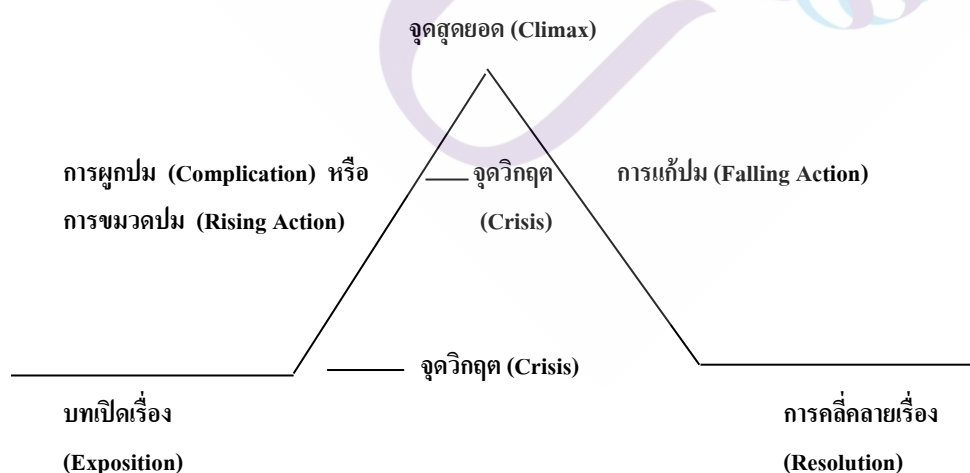 จุดสุดยอด (Climax)
การผูกปม (Complication) หรือ
การขมวดปม (Rising Action)
จุดวิกฤต
(Crisis)
การแก้ปม (Falling Action)
จุดวิกฤต (Crisis)
บทเปิดเรื่อง
(Exposition)
การคลี่คลายเรื่อง
(Resolution)